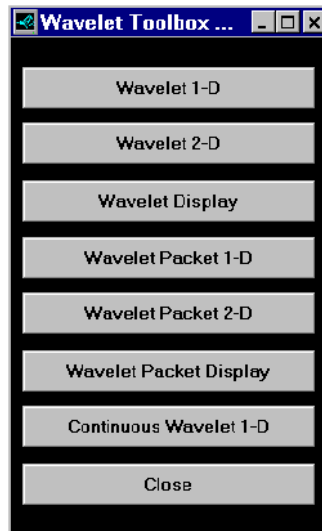 Wavelet Toolbox ...
Wavelet 1-D
Wavelet 2-D
Wavelet Display
Wavelet Packet 1-D
Wavelet Packet 2-D
Wavelet Packet Display
Continuous Wavelet 1-D
Close